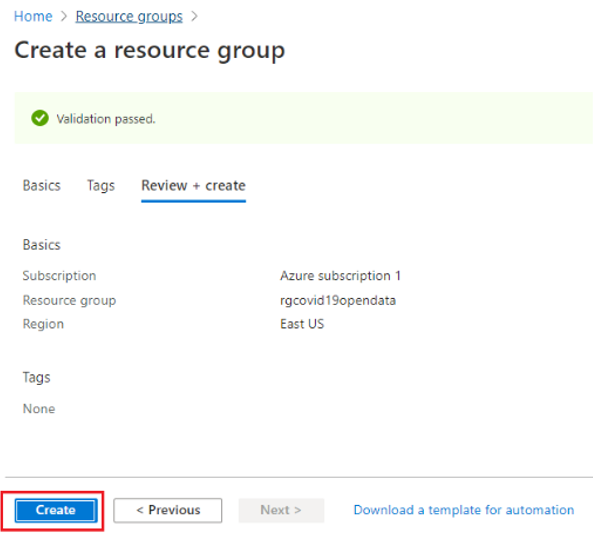 Home > Resource groups >
Create a resource group
Validation passed.
Basics Tags Review + create
Basics
Subscription Azure subscription 1
Resource group rgcovid19opendata
Region East US
Tags
None
Create < Previous Next > Download a template for automation